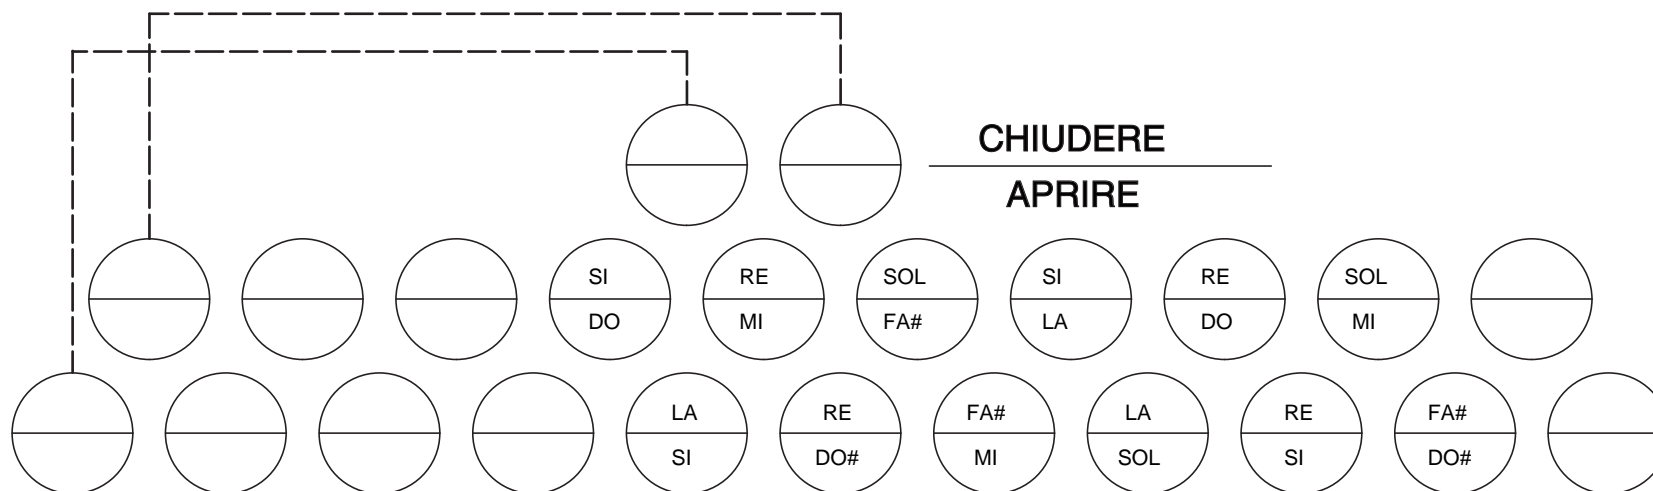 CHIUDERE
APRIRE
SI RE SOL SI RE SOL
DO MI FA# LA DO MI
LA RE FA# LA RE FA#
SI DO# MI SOL SI DO#